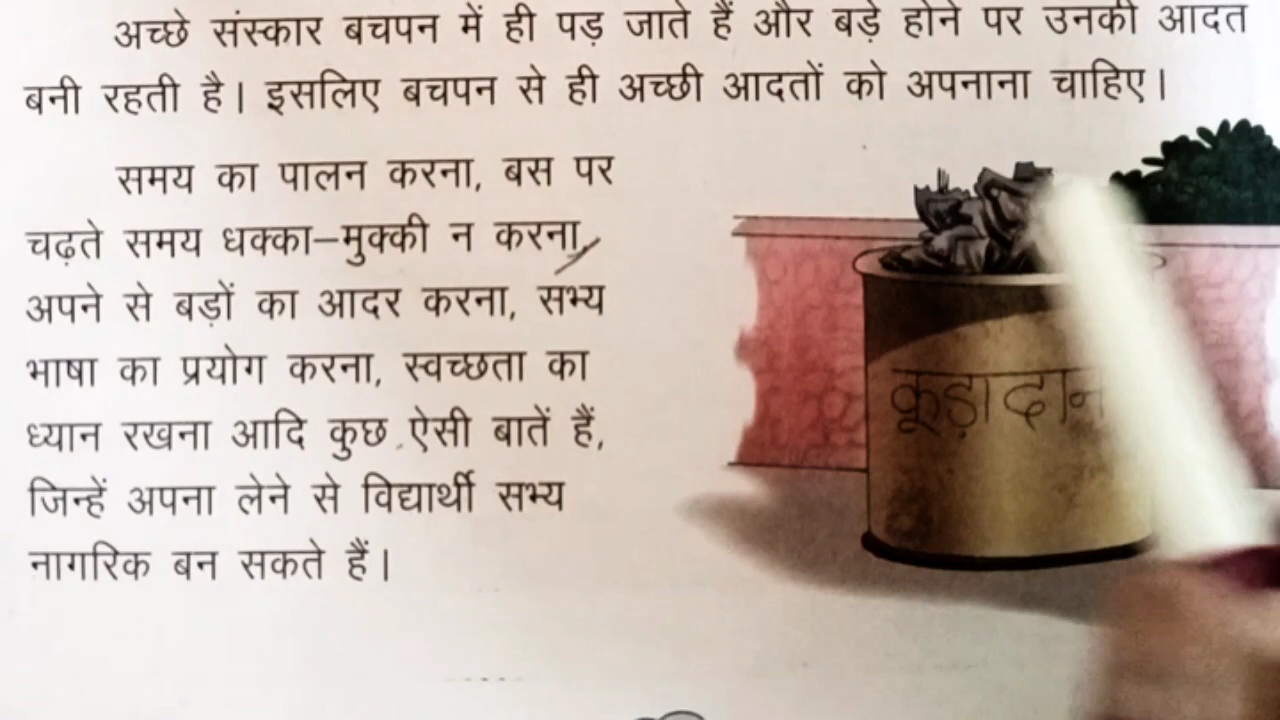 अच्छे संस्कार बचपन में ही पड़ जाते हैं और बड़े होने पर उनकी आदत
बनी रहती है। इसलिए बचपन से ही अच्छी आदतों को अपनाना चाहिए।
समय का पालन करना, बस पर
चढ़ते समय धक्का–मुक्की न करना,
अपने से बड़ों का आदर करना, सभ्य
भाषा का प्रयोग करना, स्वच्छता का
ध्यान रखना आदि कुछ ऐसी बातें हैं,
जिन्हें अपना लेने से विद्यार्थी सभ्य
नागरिक बन सकते हैं।
कूड़ादान